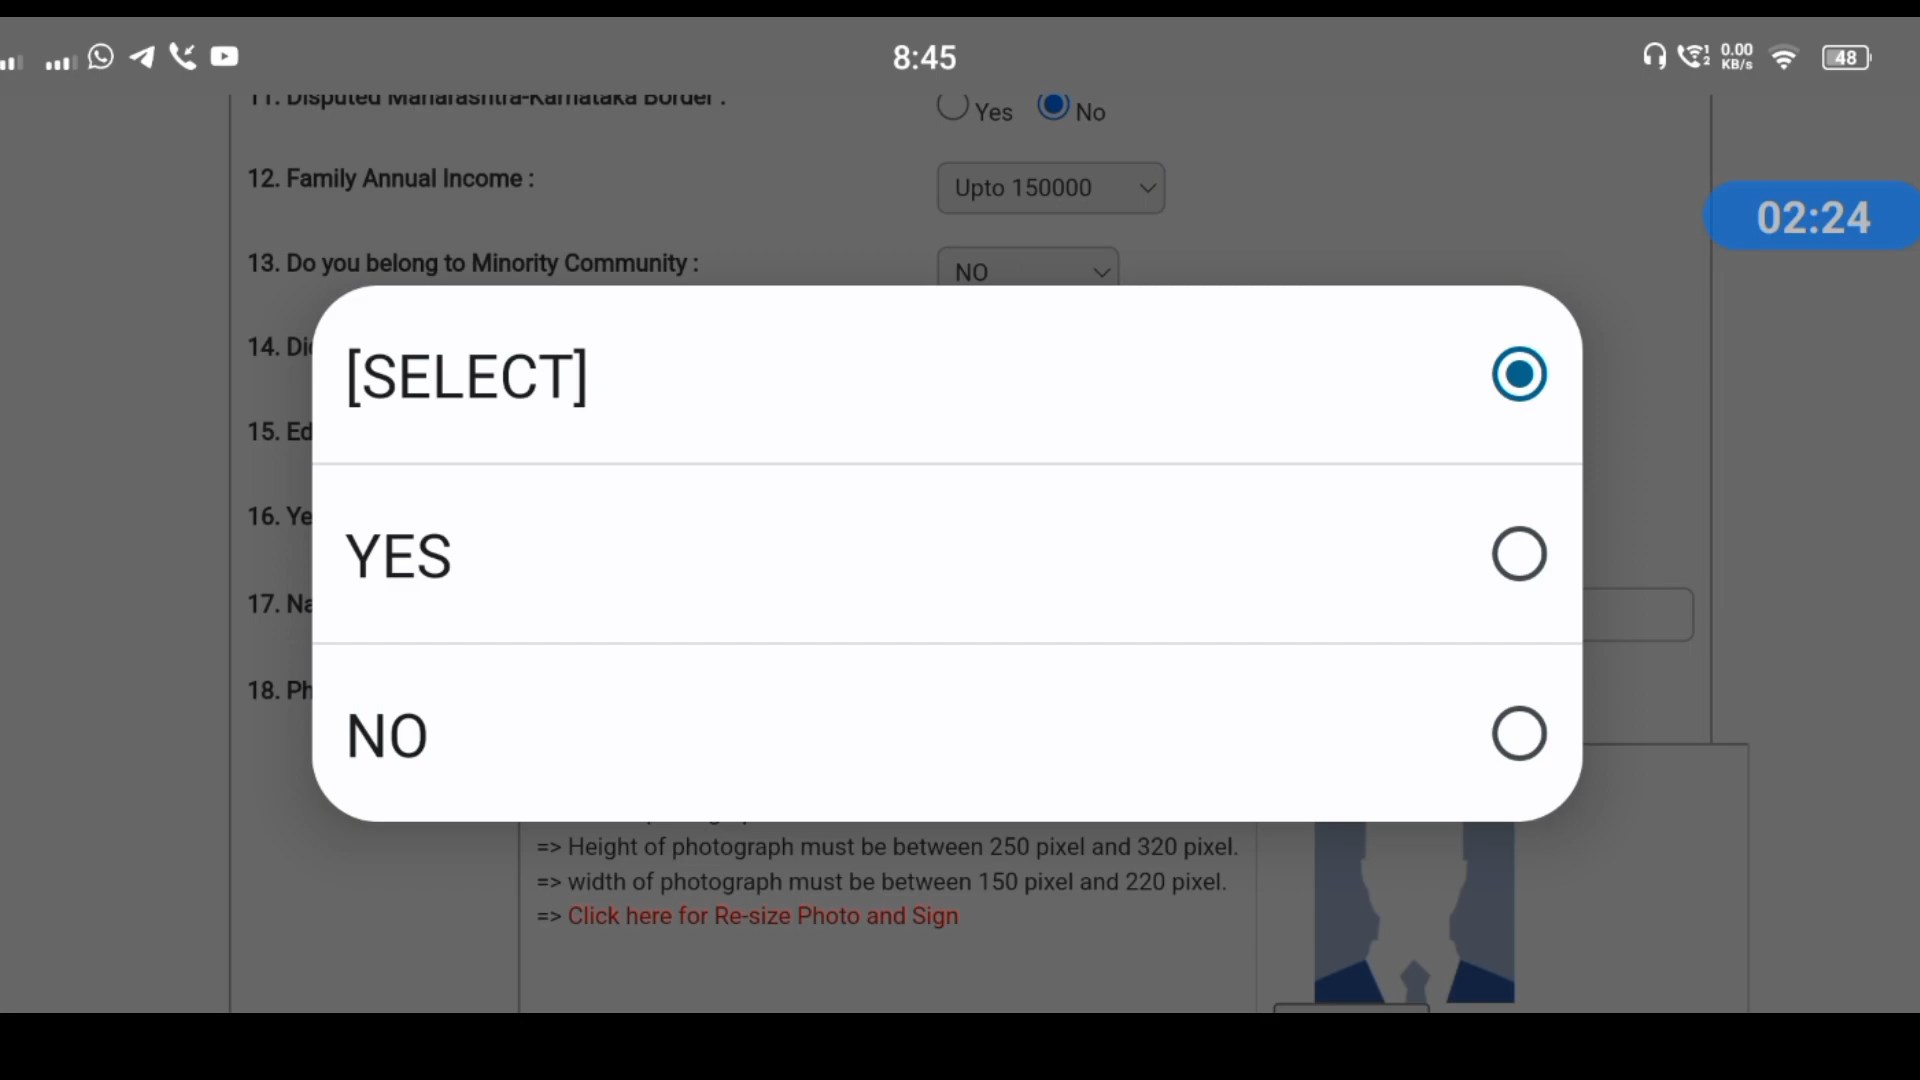 8:45
0.00
KB/s
48
11. Disputed Maharashtra-Karnataka Border :
Yes No
12. Family Annual Income :
Upto 150000
02:24
13. Do you belong to Minority Community :
NO
14. Di
[SELECT]
15. Ed
16. Ye
YES
17. Na
18. Ph
NO
=> Height of photograph must be between 250 pixel and 320 pixel.
=> width of photograph must be between 150 pixel and 220 pixel.
=> Click here for Re-size Photo and Sign